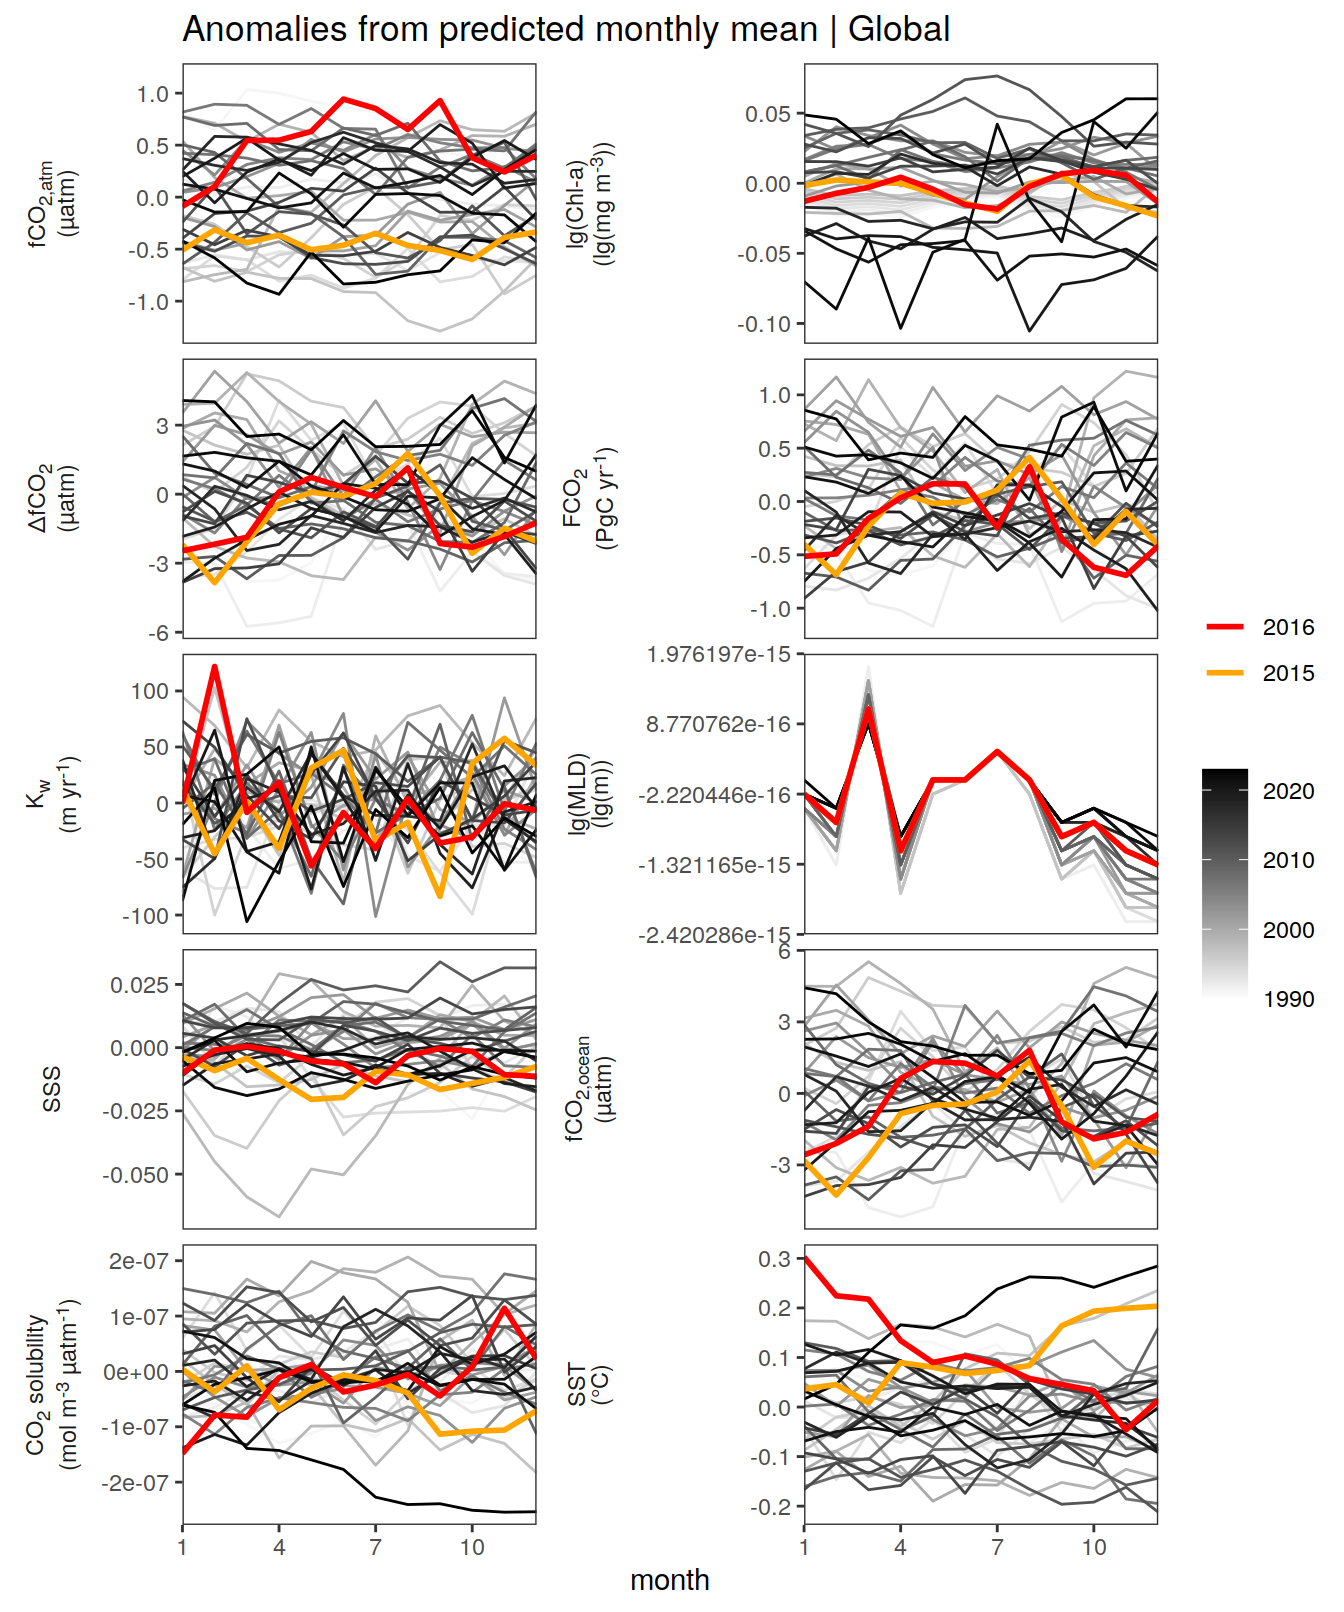 Anomalies from predicted monthly mean | Global
fCO2,atm
(µatm)
1.0
0.5
0.0
-0.5
-1.0
lg(Chl-a)
(lg(mg m-3))
0.05
0.00
-0.05
-0.10
ΔfCO2
(µatm)
3
0
-3
-6
FCO2
(PgC yr-1)
1.0
0.5
0.0
-0.5
-1.0
Kw
(m yr-1)
100
50
0
-50
-100
lg(MLD)
(lg(m))
1.976197e-15
8.770762e-16
-2.220446e-16
-1.321165e-15
-2.420286e-15
SSS
0.025
0.000
-0.025
-0.050
fCO2,ocean
(µatm)
6
3
0
-3
CO2 solubility
(mol m-3 µatm-1)
2e-07
1e-07
0e+00
-1e-07
-2e-07
SST
(°C)
0.3
0.2
0.1
0.0
-0.1
-0.2
1 4 7 10
1 4 7 10
month
2016
2015
2020
2010
2000
1990